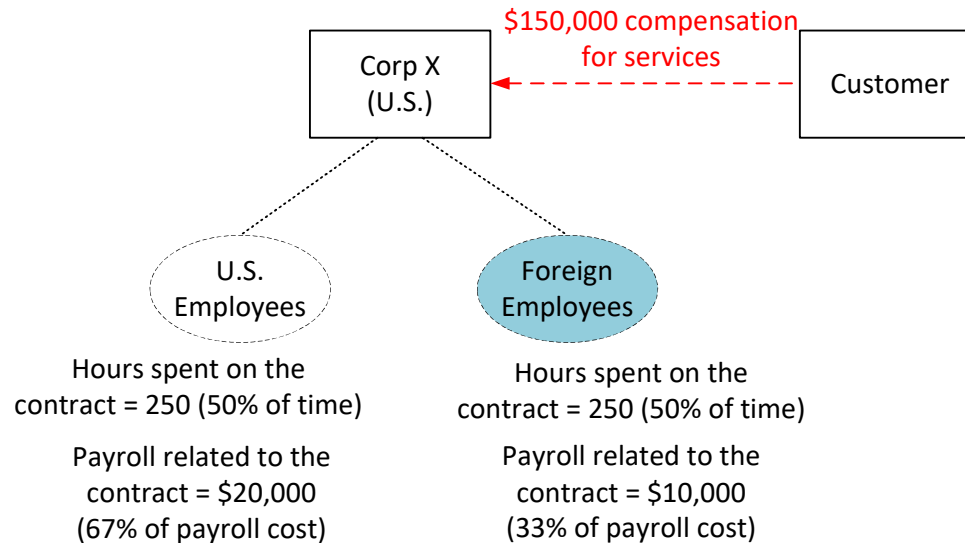 $150,000 compensation
for services
Corp X
(U.S.)
Customer
U.S.
Employees
Foreign
Employees
Hours spent on the
contract = 250 (50% of time)
Payroll related to the
contract = $20,000
(67% of payroll cost)
Hours spent on the
contract = 250 (50% of time)
Payroll related to the
contract = $10,000
(33% of payroll cost)